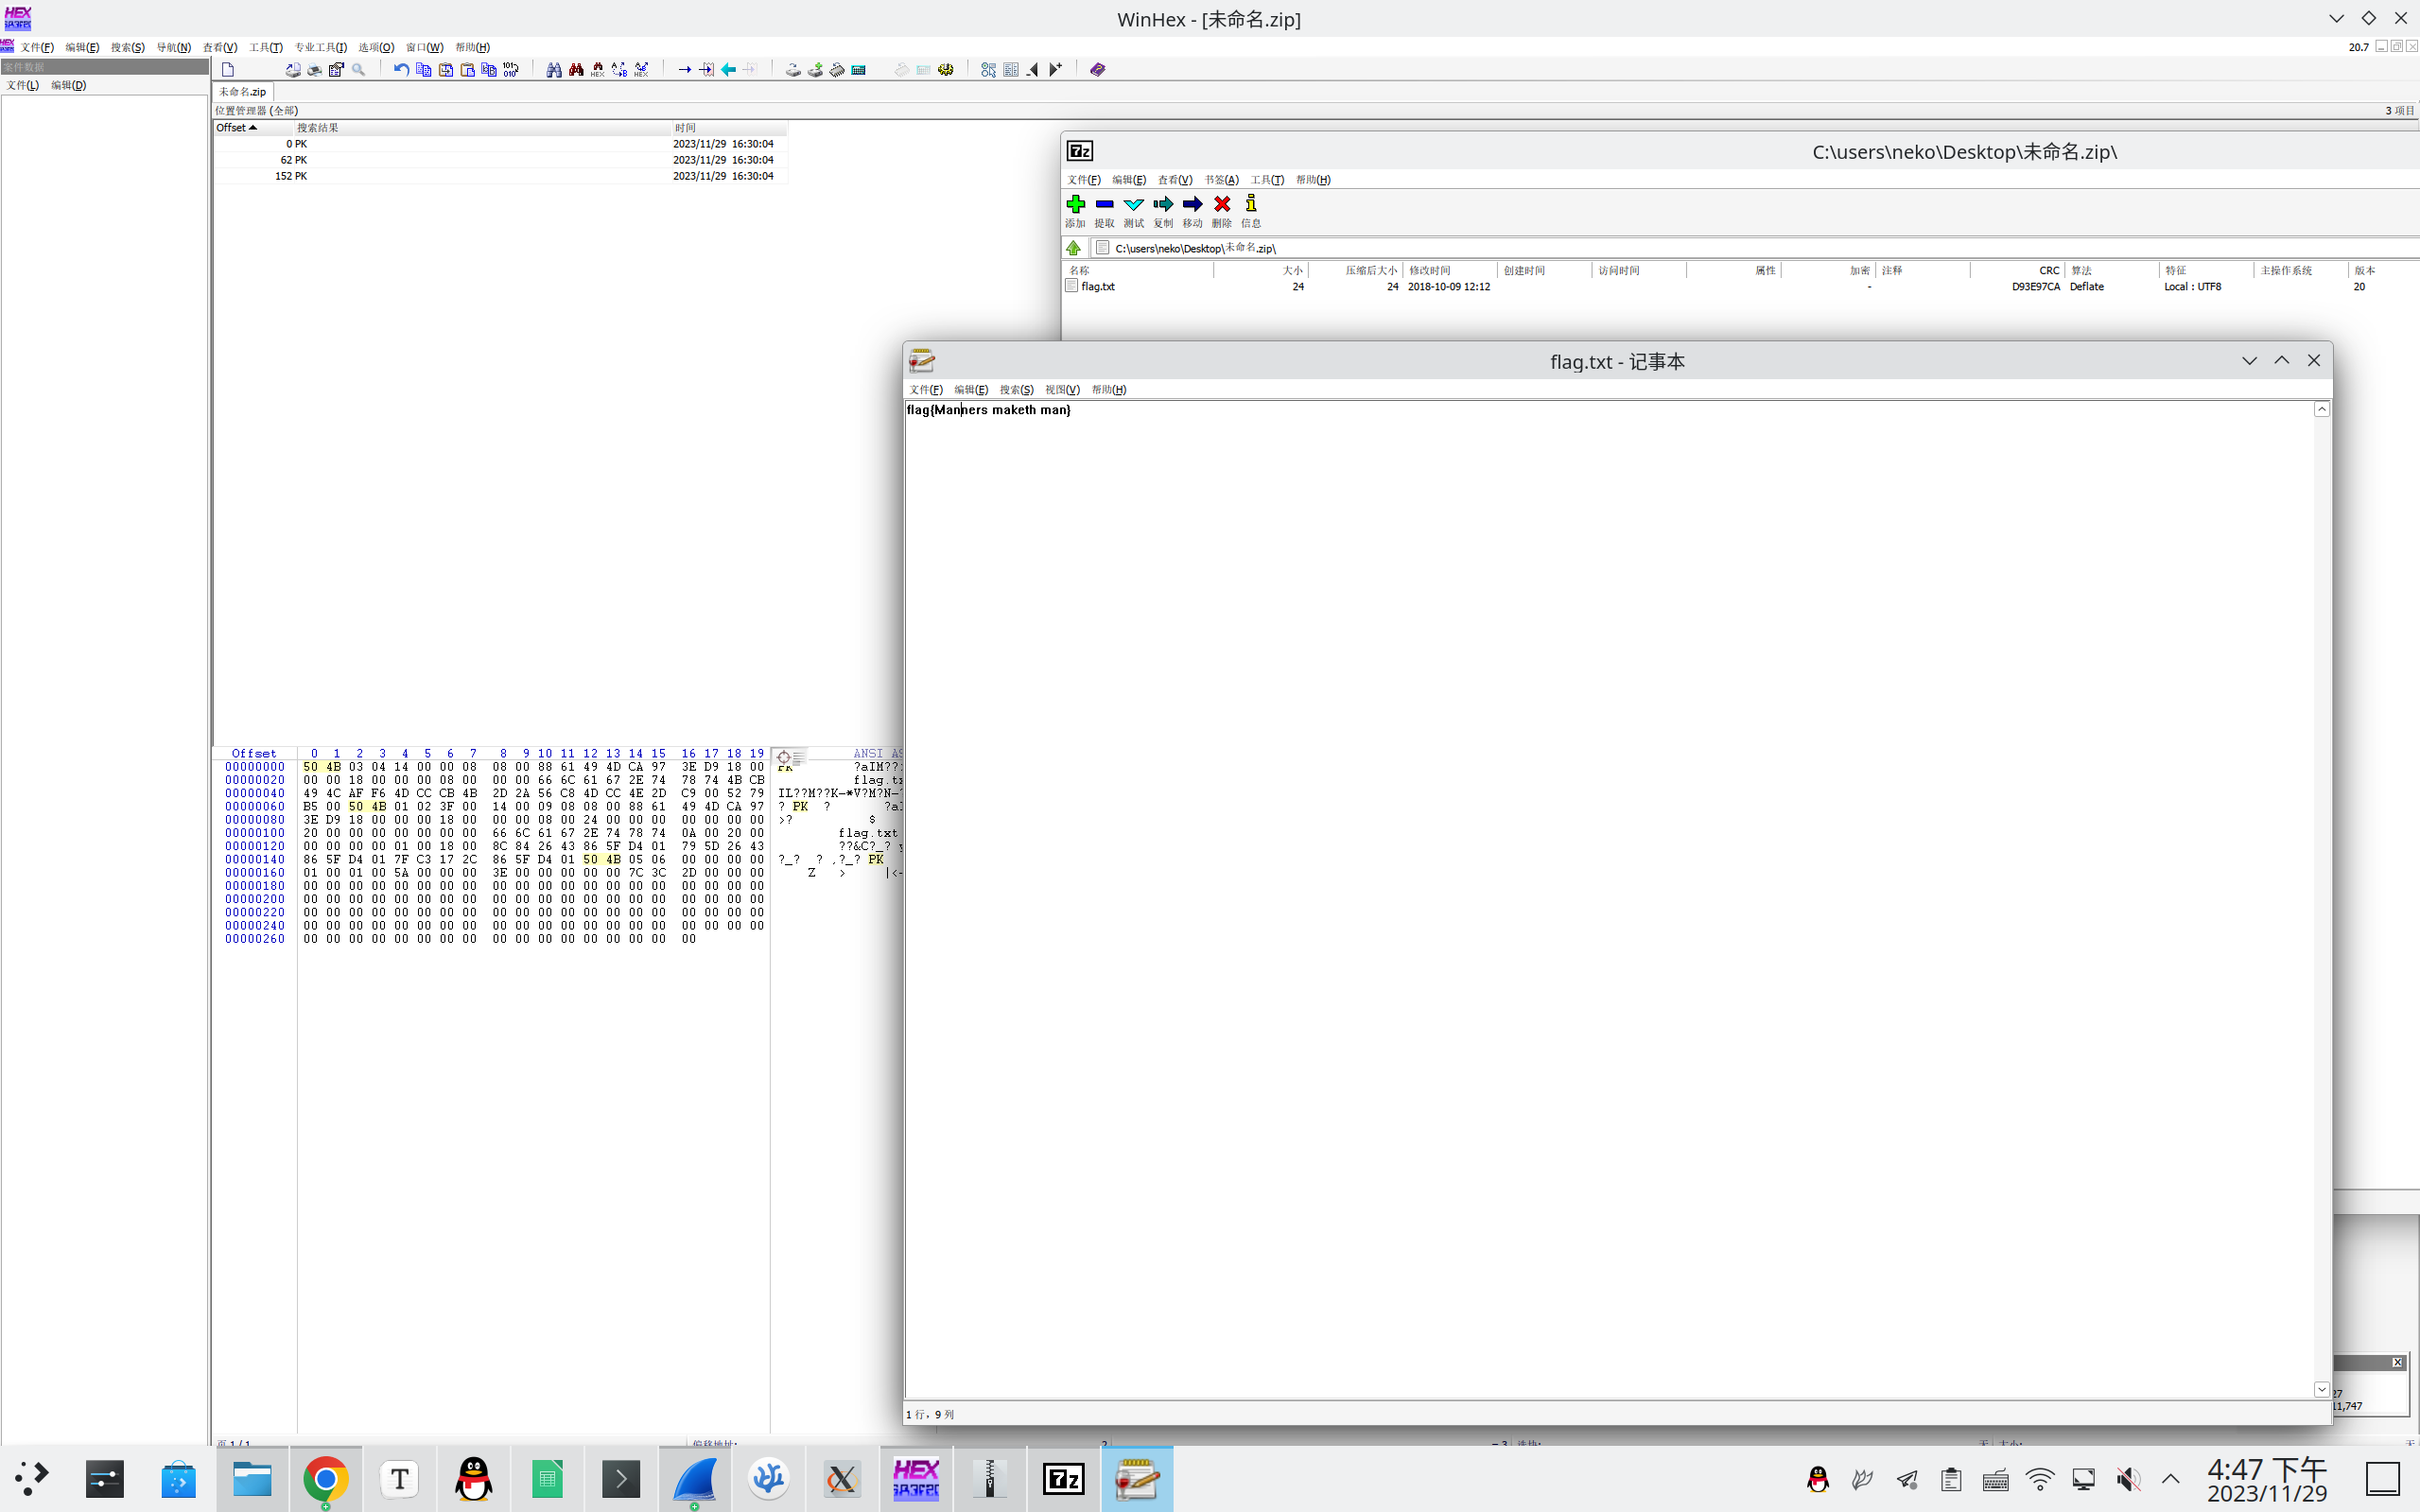 WinHex - [未命名.zip]
文件(F) 编辑(E) 搜索(S) 导航(N) 查看(V) 工具(T) 专业工具(I) 选项(O) 窗口(W) 帮助(H) 20.7
案件数据
文件(L) 编辑(D)
未命名.zip
位置管理器 (全部) 3 项目
Offset 搜索结果 时间
0 PK 2023/11/29 16:30:04
62 PK 2023/11/29 16:30:04
152 PK 2023/11/29 16:30:04
C:\users\neko\Desktop\未命名.zip\
文件(F) 编辑(E) 查看(V) 书签(A) 工具(T) 帮助(H)
添加 提取 测试 复制 移动 删除 信息
C:\users\neko\Desktop\未命名.zip\
名称 大小 压缩后大小 修改时间 创建时间 访问时间 属性 加密 注释 CRC 算法 特征 主操作系统 版本
flag.txt 24 24 2018-10-09 12:12 - D93E97CA Deflate Local : UTF8 20
flag.txt - 记事本
文件(F) 编辑(E) 搜索(S) 视图(V) 帮助(H)
flag{Manners maketh man}
Offset 0 1 2 3 4 5 6 7 8 9 10 11 12 13 14 15 16 17 18 19 ANSI AS
00000000 50 4B 03 04 14 00 00 08 08 00 88 61 49 4D CA 97 3E D9 18 00 PK ?aIM??
00000020 00 00 18 00 00 00 08 00 00 00 66 6C 61 67 2E 74 78 74 4B CB flag.tx
00000040 49 4C AF F6 4D CC CB 4B 2D 2A 56 C8 4D CC 4E 2D C9 00 52 79 IL??M??K-*V?M?N-?
00000060 B5 00 50 4B 01 02 3F 00 14 00 09 08 08 00 88 61 49 4D CA 97 ? PK ? ?a
00000080 3E D9 18 00 00 00 18 00 00 00 08 00 24 00 00 00 00 00 00 00 >? $
00000100 20 00 00 00 00 00 00 00 66 6C 61 67 2E 74 78 74 0A 00 20 00 flag.txt
00000120 00 00 00 00 01 00 18 00 8C 84 26 43 86 5F D4 01 79 5D 26 43 ??&C?_? y
00000140 86 5F D4 01 7F C3 17 2C 86 5F D4 01 50 4B 05 06 00 00 00 00 ?_? ? ,?_? PK
00000160 01 00 01 00 5A 00 00 00 3E 00 00 00 00 00 7C 3C 2D 00 00 00 Z > |<-
00000180 00 00 00 00 00 00 00 00 00 00 00 00 00 00 00 00 00 00 00 00
00000200 00 00 00 00 00 00 00 00 00 00 00 00 00 00 00 00 00 00 00 00
00000220 00 00 00 00 00 00 00 00 00 00 00 00 00 00 00 00 00 00 00 00
00000240 00 00 00 00 00 00 00 00 00 00 00 00 00 00 00 00 00 00 00 00
00000260 00 00 00 00 00 00 00 00 00 00 00 00 00 00 00 00 00
27
11,747
1 行，9 列
页 1 / 1 偏移地址: 2 = 3 选块: 无 大小: 无
4:47 下午
2023/11/29